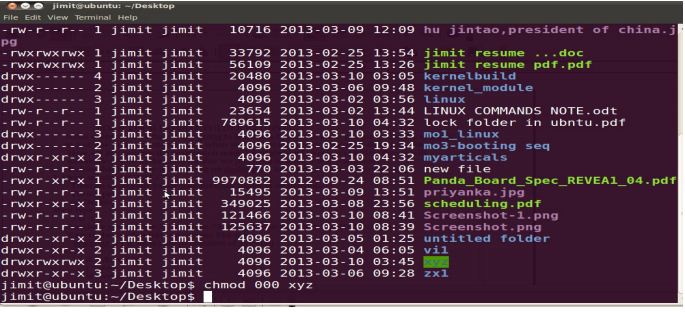 jimit@ubuntu: ~/Desktop
File Edit View Terminal Help
-rw-r--r-- 1 jimit jimit   10716 2013-03-09 12:09 hu jintao,president of china.j
pg
-rwxrwxrwx 1 jimit jimit   33792 2013-02-25 13:54 jimit resume ...doc
-rwxrwxrwx 1 jimit jimit   56109 2013-02-25 13:26 jimit resume pdf.pdf
drwx------ 4 jimit jimit   20480 2013-03-10 03:05 kernelbuild
drwx------ 2 jimit jimit    4096 2013-03-06 09:48 kernel_module
drwx------ 3 jimit jimit    4096 2013-03-02 03:56 linux
-rw-r--r-- 1 jimit jimit   23654 2013-03-02 13:44 LINUX COMMANDS NOTE.odt
-rw-r--r-- 1 jimit jimit  789615 2013-03-10 04:32 lock folder in ubntu.pdf
drwx------ 3 jimit jimit    4096 2013-03-10 03:33 mo1_linux
drwx------ 2 jimit jimit    4096 2013-02-25 19:34 mo3-booting seq
drwxr-xr-x 2 jimit jimit    4096 2013-03-10 04:32 myarticals
-rw-r--r-- 1 jimit jimit     770 2013-03-03 22:06 new file
-rwxr-xr-x 1 jimit jimit 9970882 2012-09-24 08:51 Panda_Board_Spec_REVEA1_04.pdf
-rw-r--r-- 1 jimit jimit   15495 2013-03-09 13:51 priyanka.jpg
-rwxr-xr-x 1 jimit jimit  349025 2013-03-08 23:56 scheduling.pdf
-rw-r--r-- 1 jimit jimit  121466 2013-03-10 08:41 Screenshot-1.png
-rw-r--r-- 1 jimit jimit  125637 2013-03-10 08:39 Screenshot.png
drwxr-xr-x 2 jimit jimit    4096 2013-03-05 01:25 untitled folder
drwxr-xr-x 2 jimit jimit    4096 2013-03-04 06:05 vi1
drwxrwxrwx 2 jimit jimit    4096 2013-03-10 03:45 xyz
drwxr-xr-x 3 jimit jimit    4096 2013-03-06 09:28 zx1
jimit@ubuntu:~/Desktop$ chmod 000 xyz
jimit@ubuntu:~/Desktop$